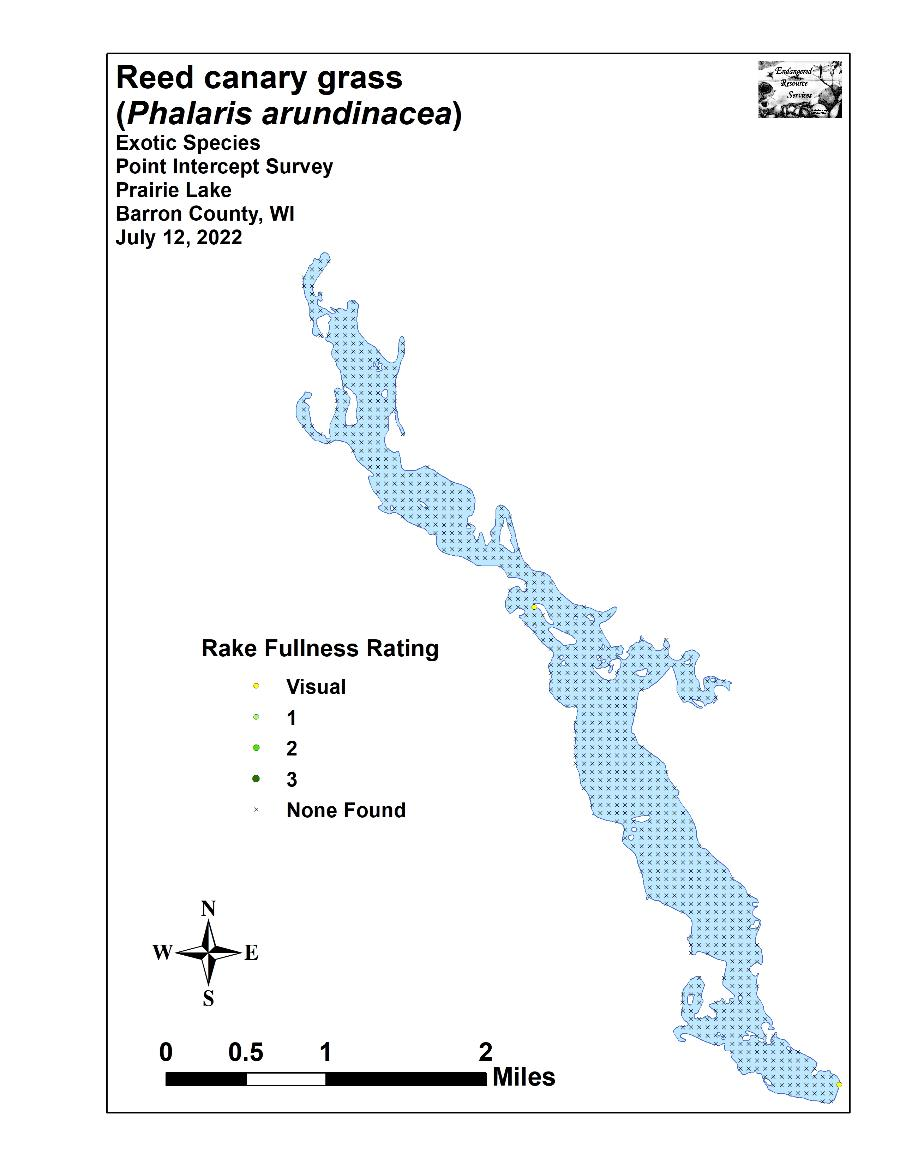 Reed canary grass
(Phalaris arundinacea)
Exotic Species
Point Intercept Survey
Prairie Lake
Barron County, WI
July 12, 2022
Endangered
Resource
Services
Rake Fullness Rating
Visual
1
2
3
None Found
N
W E
S
0 0.5 1 2
Miles